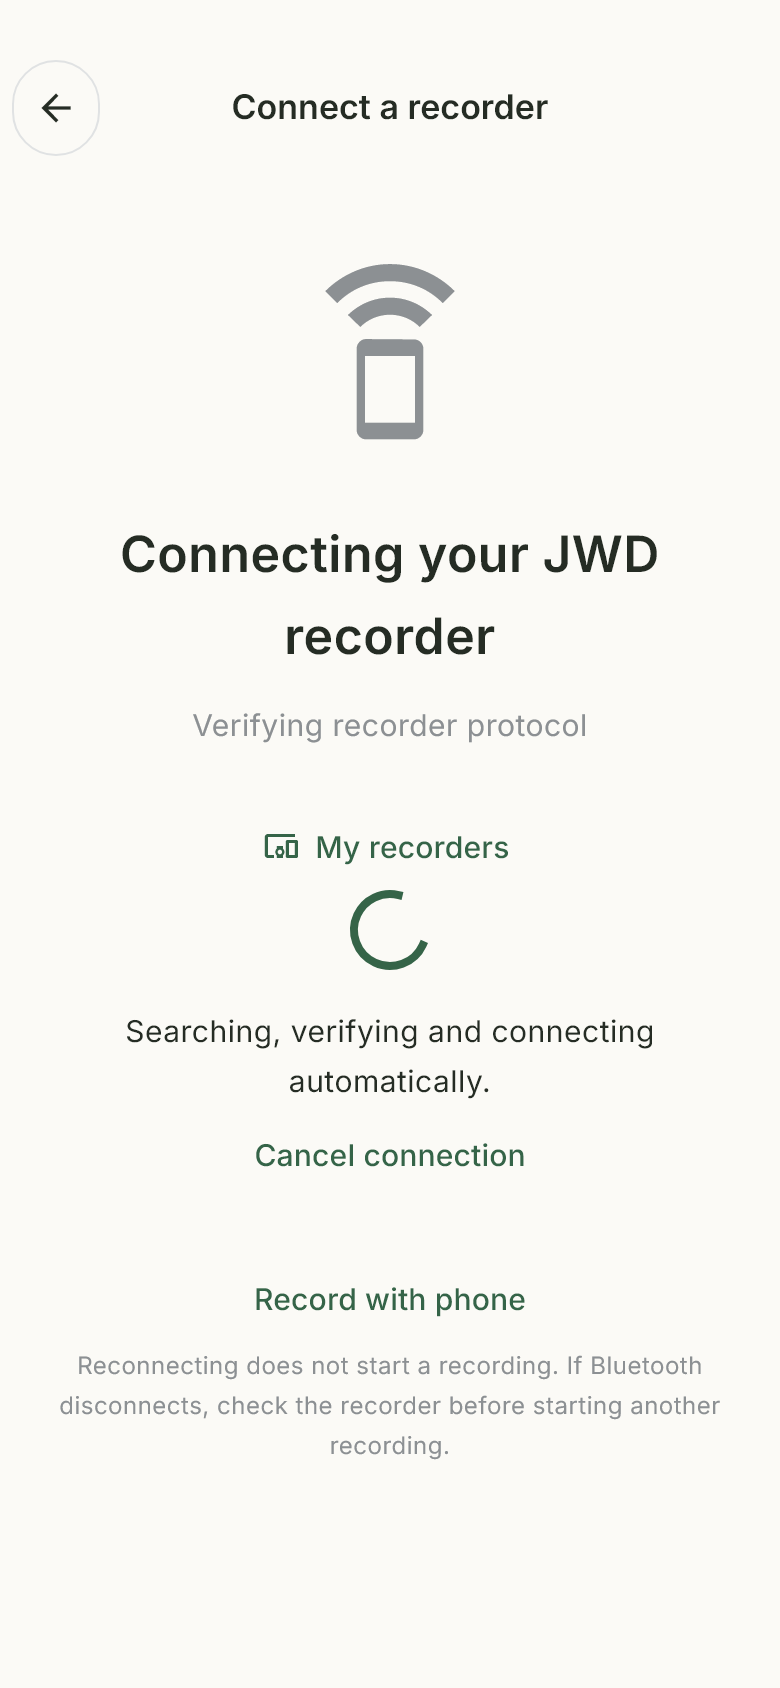 Connect a recorder
Connecting your JWD
recorder
Verifying recorder protocol
My recorders
Searching, verifying and connecting
automatically.
Cancel connection
Record with phone
Reconnecting does not start a recording. If Bluetooth
disconnects, check the recorder before starting another
recording.